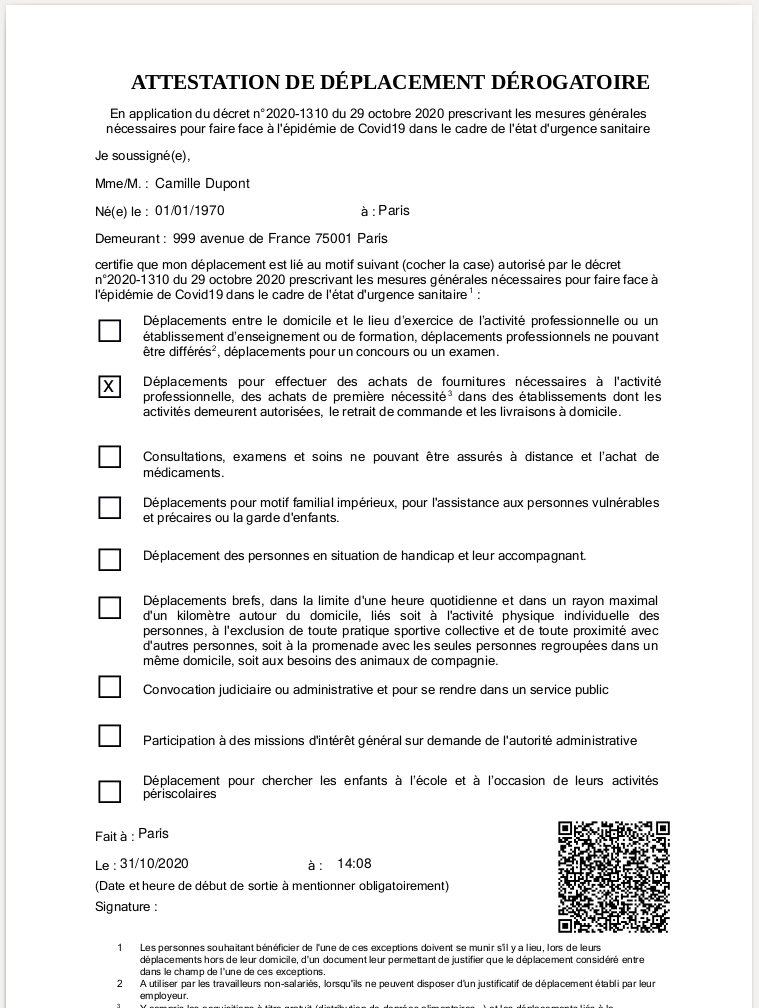 ATTESTATION DE DÉPLACEMENT DÉROGATOIRE
En application du décret n°2020-1310 du 29 octobre 2020 prescrivant les mesures générales
nécessaires pour faire face à l'épidémie de Covid19 dans le cadre de l'état d'urgence sanitaire
Je soussigné(e),
Mme/M. : Camille Dupont
Né(e) le : 01/01/1970 à : Paris
Demeurant : 999 avenue de France 75001 Paris
certifie que mon déplacement est lié au motif suivant (cocher la case) autorisé par le décret
n°2020-1310 du 29 octobre 2020 prescrivant les mesures générales nécessaires pour faire face à
l'épidémie de Covid19 dans le cadre de l'état d'urgence sanitaire 1 :
Déplacements entre le domicile et le lieu d’exercice de l’activité professionnelle ou un
établissement d’enseignement ou de formation, déplacements professionnels ne pouvant
être différés2, déplacements pour un concours ou un examen.
X Déplacements pour effectuer des achats de fournitures nécessaires à l'activité
professionnelle, des achats de première nécessité 3 dans des établissements dont les
activités demeurent autorisées, le retrait de commande et les livraisons à domicile.
Consultations, examens et soins ne pouvant être assurés à distance et l’achat de
médicaments.
Déplacements pour motif familial impérieux, pour l'assistance aux personnes vulnérables
et précaires ou la garde d'enfants.
Déplacement des personnes en situation de handicap et leur accompagnant.
Déplacements brefs, dans la limite d'une heure quotidienne et dans un rayon maximal
d'un kilomètre autour du domicile, liés soit à l'activité physique individuelle des
personnes, à l'exclusion de toute pratique sportive collective et de toute proximité avec
d'autres personnes, soit à la promenade avec les seules personnes regroupées dans un
même domicile, soit aux besoins des animaux de compagnie.
Convocation judiciaire ou administrative et pour se rendre dans un service public
Participation à des missions d'intérêt général sur demande de l'autorité administrative
Déplacement pour chercher les enfants à l’école et à l’occasion de leurs activités
périscolaires
Fait à : Paris
Le : 31/10/2020 à : 14:08
(Date et heure de début de sortie à mentionner obligatoirement)
Signature :
1 Les personnes souhaitant bénéficier de l'une de ces exceptions doivent se munir s'il y a lieu, lors de leurs
déplacements hors de leur domicile, d'un document leur permettant de justifier que le déplacement considéré entre
dans le champ de l'une de ces exceptions.
2 A utiliser par les travailleurs non-salariés, lorsqu'ils ne peuvent disposer d'un justificatif de déplacement établi par leur
employeur.
3 Y compris les acquisitions à titre gratuit (distribution de denrées alimentaires...) et les déplacements liés à la